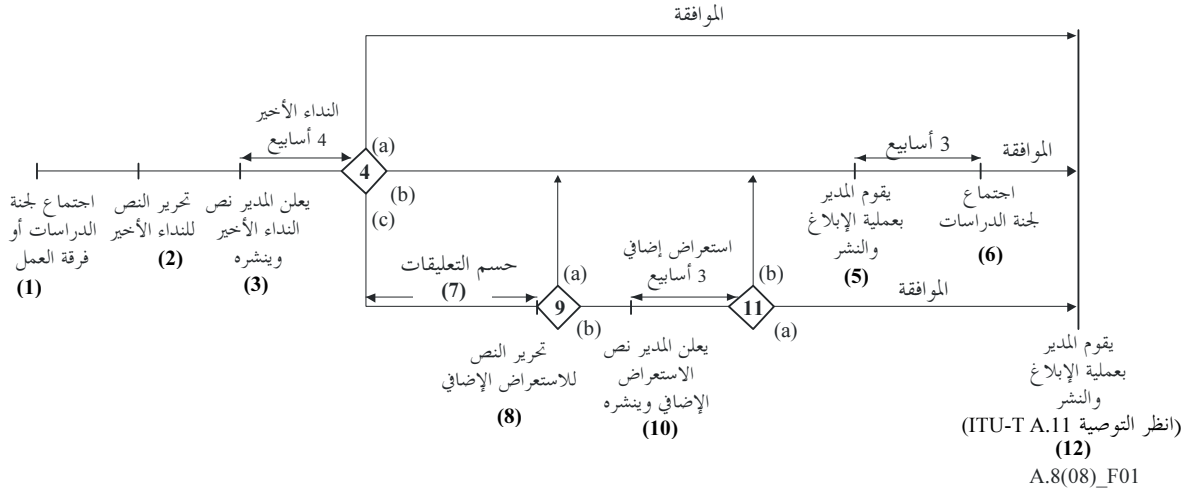 الموافقة
النداء الأخير
4 أسابيع
(a)
4
(b)
(c)
3 أسابيع
الموافقة
اجتماع لجنة
الدراسات أو
فرقة العمل
(1)
تحرير النص
للنداء الأخير
(2)
يعلن المدير نص
النداء الأخير
وينشره
(3)
يقوم المدير
بعملية الإبلاغ
والنشر
(5)
اجتماع
لجنة الدراسات
(6)
حسم التعليقات
(7)
(a)
9
(b)
استعراض إضافي
3 أسابيع
(b)
11
(a)
الموافقة
تحرير النص
للاستعراض الإضافي
(8)
يعلن المدير نص
الاستعراض
الإضافي وينشره
(10)
يقوم المدير
بعملية الإبلاغ
والنشر
(انظر التوصية ITU-T A.11)
(12)
A.8(08)_F01